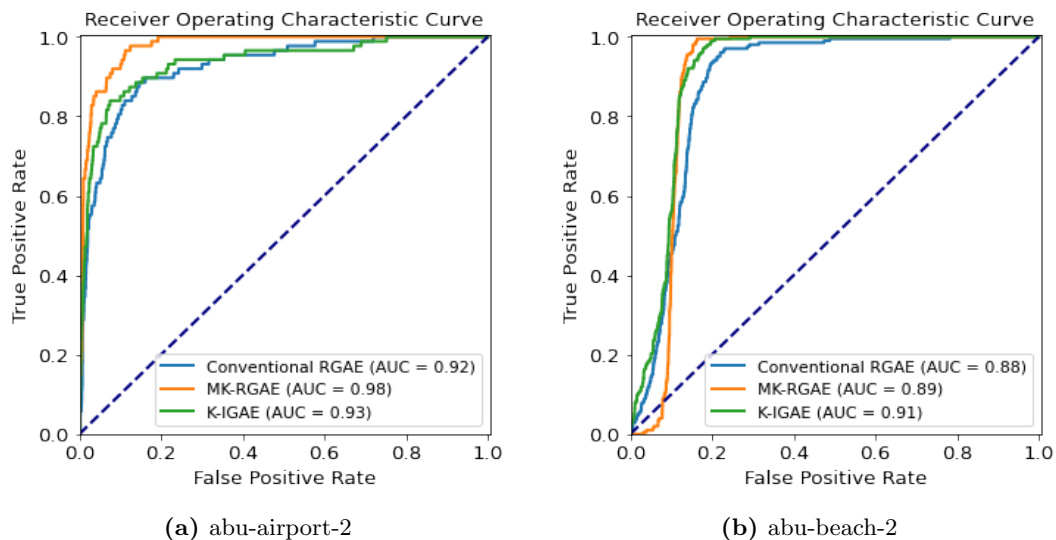 Receiver Operating Characteristic Curve
1.0
0.8
0.6
0.4
0.2
0.0
True Positive Rate
Conventional RGAE (AUC = 0.92)
MK-RGAE (AUC = 0.98)
K-IGAE (AUC = 0.93)
0.0 0.2 0.4 0.6 0.8 1.0
False Positive Rate
(a) abu-airport-2
Receiver Operating Characteristic Curve
1.0
0.8
0.6
0.4
0.2
0.0
True Positive Rate
Conventional RGAE (AUC = 0.88)
MK-RGAE (AUC = 0.89)
K-IGAE (AUC = 0.91)
0.0 0.2 0.4 0.6 0.8 1.0
False Positive Rate
(b) abu-beach-2